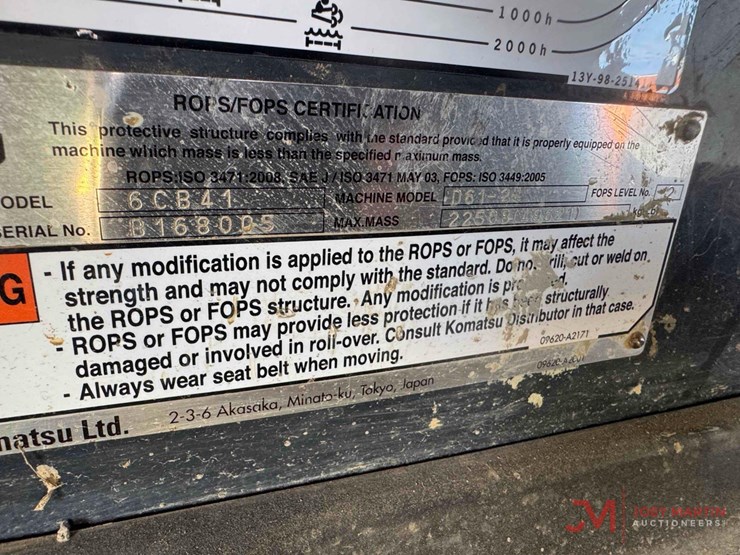 1000h
2000h
ROPS/FOPS CERTIFICATION
This protective structure complies with the standard provided that it is properly equipped on the
machine which mass is less than the specified maximum mass.
ROPS:ISO 3471:2008, SAE J / ISO 3471 MAY 03, FOPS: ISO 3449:2005
ODEL 6CB41 MACHINE MODEL FOPS LEVEL No. 2
ERIAL No. MAX.MASS
G
- If any modification is applied to the ROPS or FOPS, it may affect the
strength and may not comply with the standard. Do not drill, cut or weld on
the ROPS or FOPS structure. Any modification is
- ROPS or FOPS may provide less protection if it has been structurally
damaged or involved in roll-over. Consult Komatsu Distributor in that case.
- Always wear seat belt when moving.
09620-A2171
matsu Ltd. 2-3-6 Akasaka, Minato-ku, Tokyo, Japan
JM
AUCTIONEERS